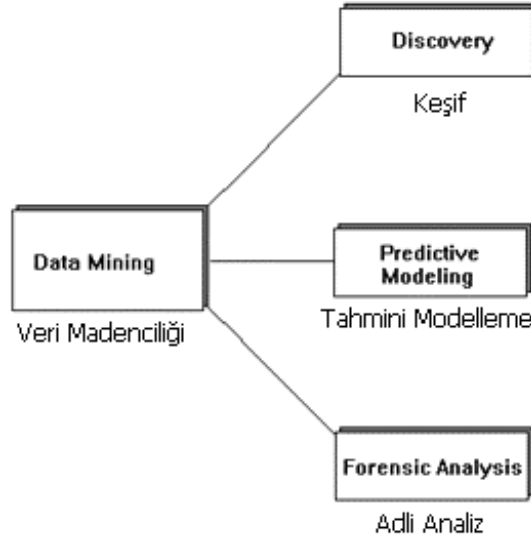 Discovery
Keşif
Data Mining
Veri Madenciliği
Predictive
Modeling
Tahmini Modelleme
Forensic Analysis
Adli Analiz